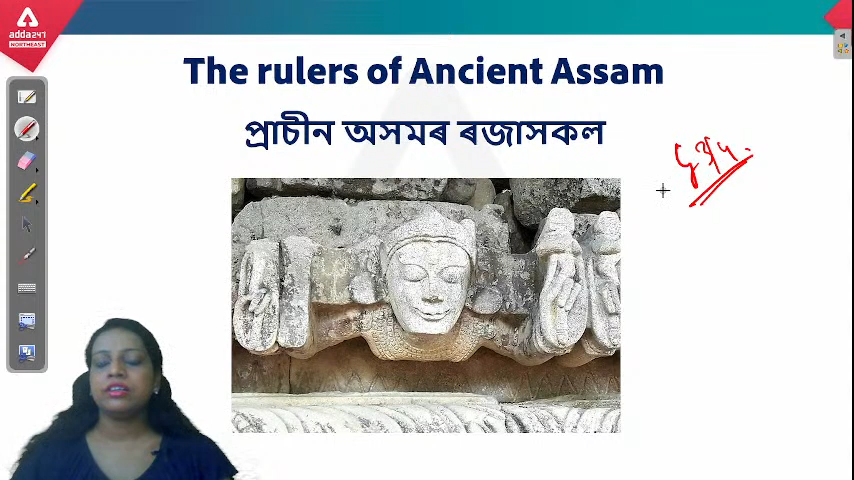 adda247
NORTHEAST
The rulers of Ancient Assam
প্ৰাচীন অসমৰ ৰজাসকল